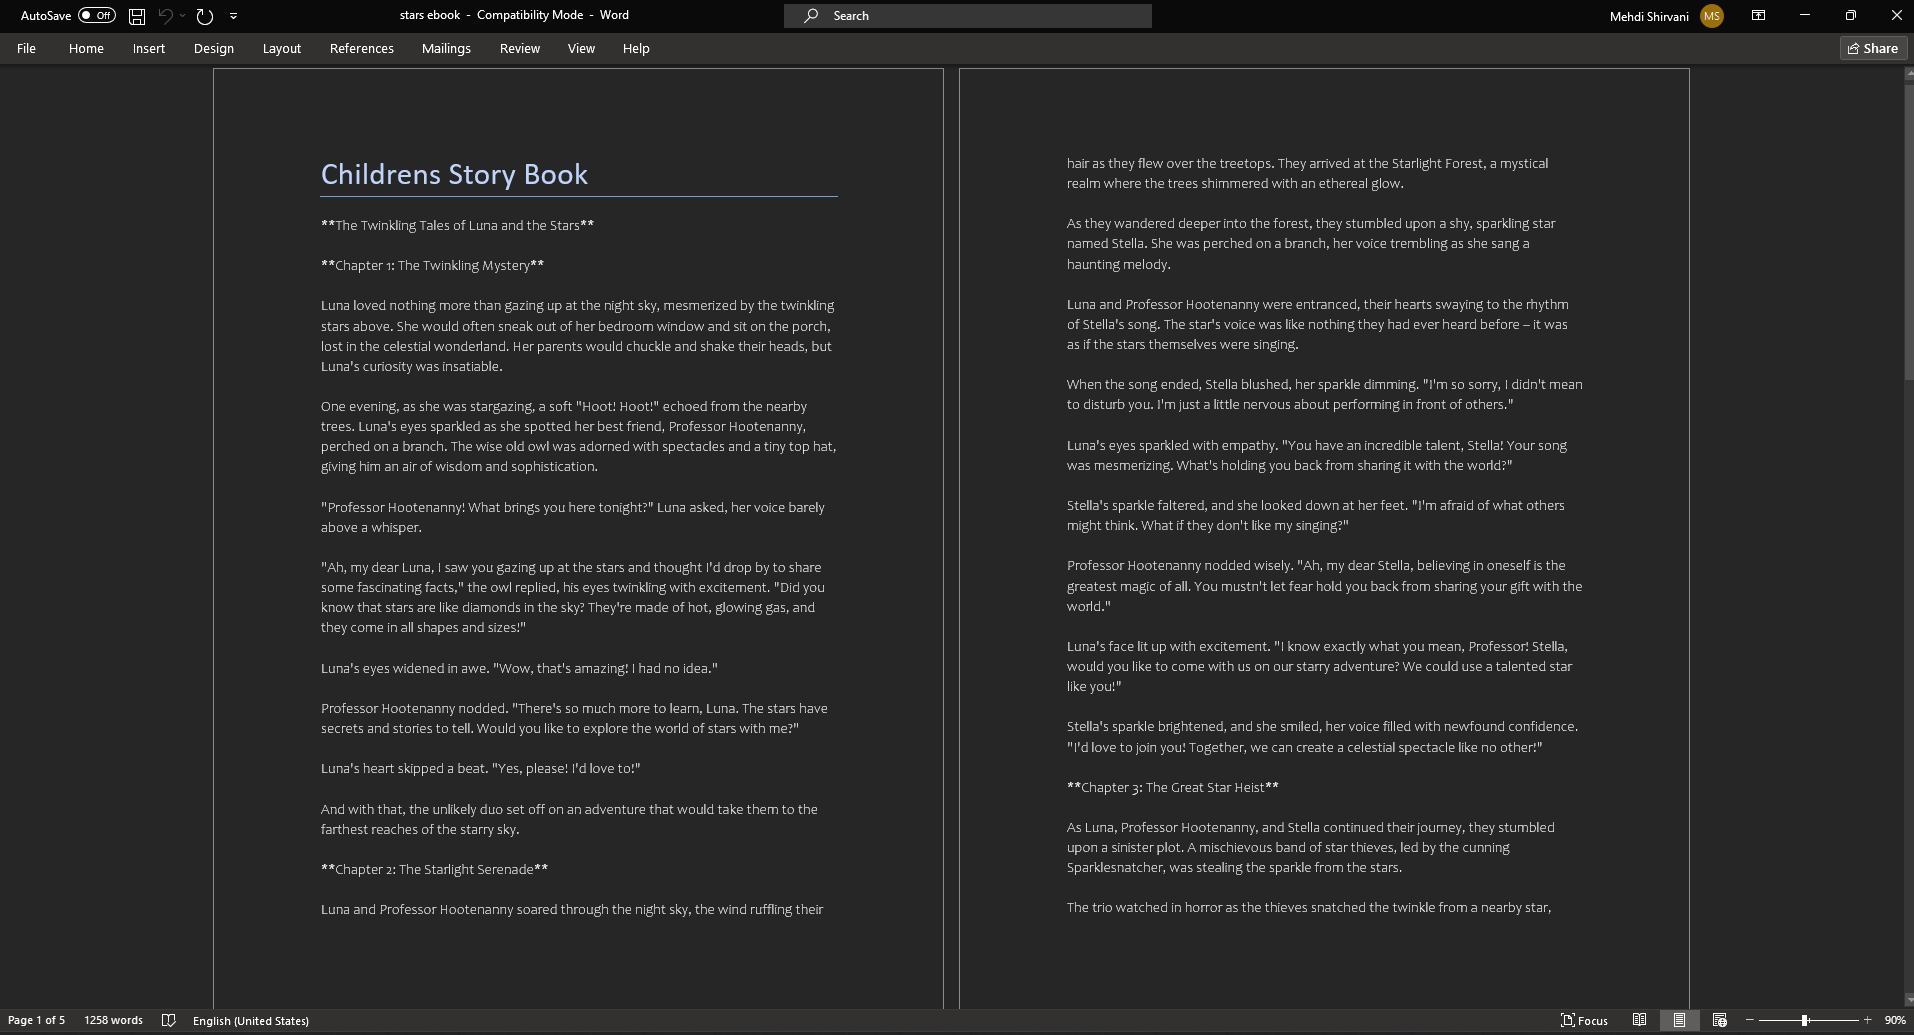 AutoSave Off
stars ebook - Compatibility Mode - Word
Search
Mehdi Shirvani MS
File Home Insert Design Layout References Mailings Review View Help
Share
Childrens Story Book
**The Twinkling Tales of Luna and the Stars**
**Chapter 1: The Twinkling Mystery**
Luna loved nothing more than gazing up at the night sky, mesmerized by the twinkling
stars above. She would often sneak out of her bedroom window and sit on the porch,
lost in the celestial wonderland. Her parents would chuckle and shake their heads, but
Luna's curiosity was insatiable.
One evening, as she was stargazing, a soft "Hoot! Hoot!" echoed from the nearby
trees. Luna's eyes sparkled as she spotted her best friend, Professor Hootenanny,
perched on a branch. The wise old owl was adorned with spectacles and a tiny top hat,
giving him an air of wisdom and sophistication.
"Professor Hootenanny! What brings you here tonight?" Luna asked, her voice barely
above a whisper.
"Ah, my dear Luna, I saw you gazing up at the stars and thought I'd drop by to share
some fascinating facts," the owl replied, his eyes twinkling with excitement. "Did you
know that stars are like diamonds in the sky? They're made of hot, glowing gas, and
they come in all shapes and sizes!"
Luna's eyes widened in awe. "Wow, that's amazing! I had no idea."
Professor Hootenanny nodded. "There's so much more to learn, Luna. The stars have
secrets and stories to tell. Would you like to explore the world of stars with me?"
Luna's heart skipped a beat. "Yes, please! I'd love to!"
And with that, the unlikely duo set off on an adventure that would take them to the
farthest reaches of the starry sky.
**Chapter 2: The Starlight Serenade**
Luna and Professor Hootenanny soared through the night sky, the wind ruffling their
hair as they flew over the treetops. They arrived at the Starlight Forest, a mystical
realm where the trees shimmered with an ethereal glow.
As they wandered deeper into the forest, they stumbled upon a shy, sparkling star
named Stella. She was perched on a branch, her voice trembling as she sang a
haunting melody.
Luna and Professor Hootenanny were entranced, their hearts swaying to the rhythm
of Stella's song. The star's voice was like nothing they had ever heard before – it was
as if the stars themselves were singing.
When the song ended, Stella blushed, her sparkle dimming. "I'm so sorry, I didn't mean
to disturb you. I'm just a little nervous about performing in front of others."
Luna's eyes sparkled with empathy. "You have an incredible talent, Stella! Your song
was mesmerizing. What's holding you back from sharing it with the world?"
Stella's sparkle faltered, and she looked down at her feet. "I'm afraid of what others
might think. What if they don't like my singing?"
Professor Hootenanny nodded wisely. "Ah, my dear Stella, believing in oneself is the
greatest magic of all. You mustn't let fear hold you back from sharing your gift with the
world."
Luna's face lit up with excitement. "I know exactly what you mean, Professor! Stella,
would you like to come with us on our starry adventure? We could use a talented star
like you!"
Stella's sparkle brightened, and she smiled, her voice filled with newfound confidence.
"I'd love to join you! Together, we can create a celestial spectacle like no other!"
**Chapter 3: The Great Star Heist**
As Luna, Professor Hootenanny, and Stella continued their journey, they stumbled
upon a sinister plot. A mischievous band of star thieves, led by the cunning
Sparklesnatcher, was stealing the sparkle from the stars.
The trio watched in horror as the thieves snatched the twinkle from a nearby star,
Page 1 of 5 1258 words English (United States)
Focus
90%